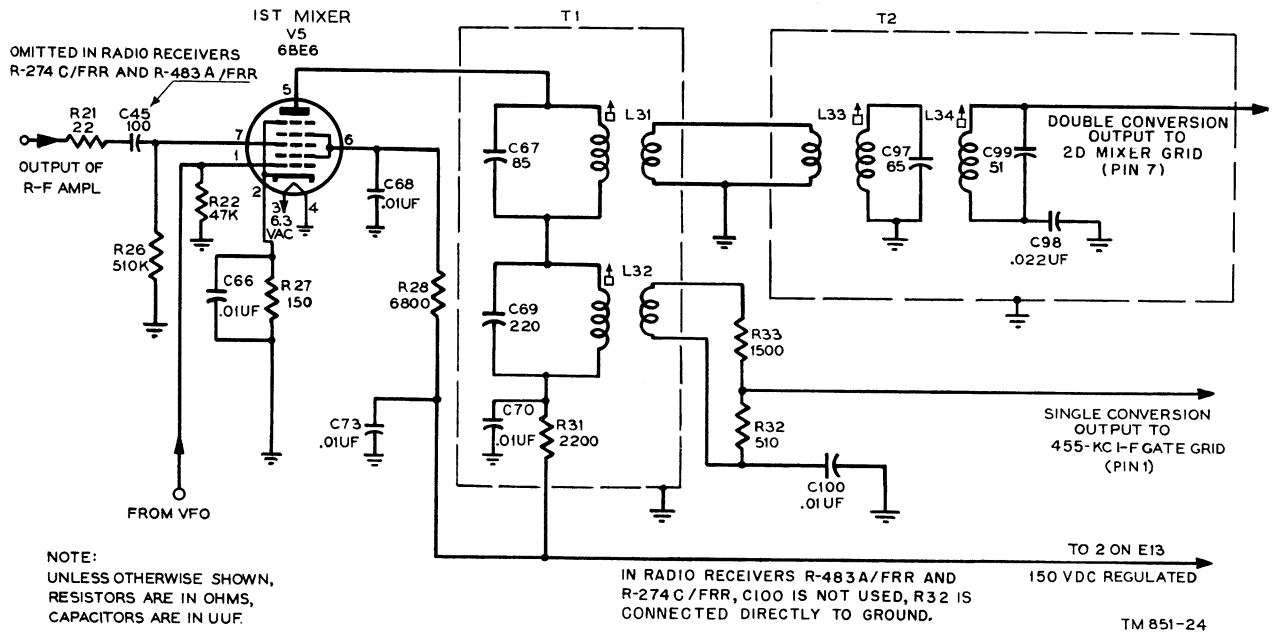 1ST MIXER
V5
6BE6
T1
T2
OMITTED IN RADIO RECEIVERS
R-274 C/FRR AND R-483 A/FRR
R21
22
C45
100
OUTPUT OF
R-F AMPL
5
7
1
6
2
3
4
6.3
VAC
R22
47K
R26
510K
C66
.01UF
R27
150
C68
.01UF
R28
6800
C73
.01UF
C67
85
L31
L32
C69
220
C70
.01UF
R31
2200
L33
C97
65
L34
C99
51
C98
.022UF
DOUBLE CONVERSION
OUTPUT TO
2D MIXER GRID
(PIN 7)
R33
1500
R32
510
C100
.01UF
SINGLE CONVERSION
OUTPUT TO
455-KC I-F GATE GRID
(PIN 1)
FROM VFO
TO 2 ON E13
150 VDC REGULATED
NOTE:
UNLESS OTHERWISE SHOWN,
RESISTORS ARE IN OHMS,
CAPACITORS ARE IN UUF.
IN RADIO RECEIVERS R-483A/FRR AND
R-274C/FRR, C100 IS NOT USED, R32 IS
CONNECTED DIRECTLY TO GROUND.
TM 851-24